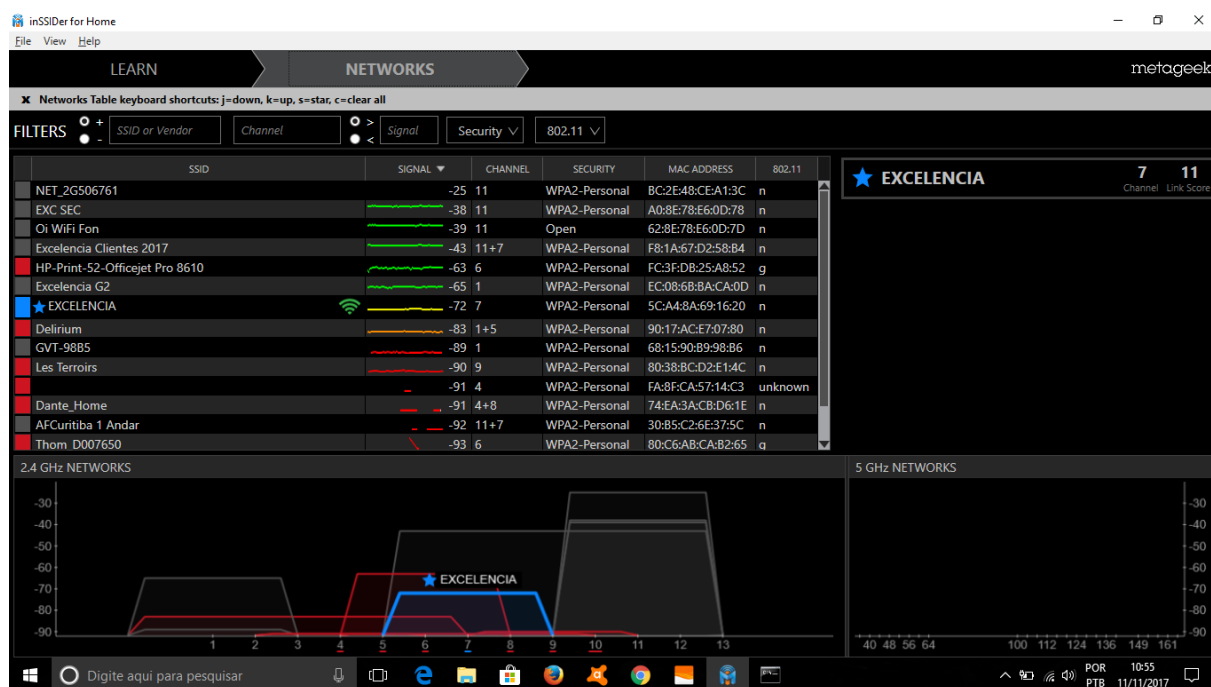 inSSIDer for Home
File View Help
LEARN NETWORKS metageek
x Networks Table keyboard shortcuts: j=down, k=up, s=star, c=clear all
FILTERS + - SSID or Vendor Channel > < Signal Security 802.11
SSID SIGNAL ▼ CHANNEL SECURITY MAC ADDRESS 802.11
NET_2G506761 -25 11 WPA2-Personal BC:2E:48:CE:A1:3C n
EXC SEC -38 11 WPA2-Personal A0:8E:78:E6:0D:78 n
Oi WiFi Fon -39 11 Open 62:8E:78:E6:0D:7D n
Excelencia Clientes 2017 -43 11+7 WPA2-Personal F8:1A:67:D2:58:B4 n
HP-Print-52-Officejet Pro 8610 -63 6 WPA2-Personal FC:3F:DB:25:A8:52 g
Excelencia G2 -65 1 WPA2-Personal EC:08:6B:BA:CA:0D n
EXCELENCIA -72 7 WPA2-Personal 5C:A4:8A:69:16:20 n
Delirium -83 1+5 WPA2-Personal 90:17:AC:E7:07:80 n
GVT-98B5 -89 1 WPA2-Personal 68:15:90:B9:98:B6 n
Les Terroirs -90 9 WPA2-Personal 80:38:BC:D2:E1:4C n
-91 4 WPA2-Personal FA:8F:CA:57:14:C3 unknown
Dante_Home -91 4+8 WPA2-Personal 74:EA:3A:CB:D6:1E n
AFCuritiba 1 Andar -92 11+7 WPA2-Personal 30:B5:C2:6E:37:5C n
Thom_D007650 -93 6 WPA2-Personal 80:C6:AB:CA:B2:65 g
EXCELENCIA 7 11
Channel Link Score
2.4 GHz NETWORKS
-30
-40
-50
-60
-70
-80
-90
EXCELENCIA
1 2 3 4 5 6 7 8 9 10 11 12 13
5 GHz NETWORKS
-30
-40
-50
-60
-70
-80
-90
40 48 56 64 100 112 124 136 149 161
Digite aqui para pesquisar
POR 10:55
PTB 11/11/2017